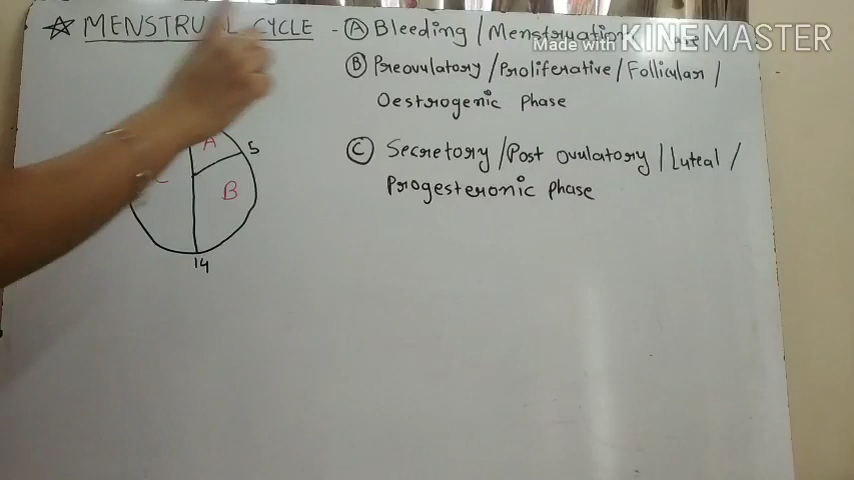 ☆ MENSTRUAL CYCLE - Ⓐ Bleeding / Menstruation
Made with KINEMASTER
Ⓑ Preovulatory / Proliferative / Follicular /
Oestrogenic phase
Ⓒ Secretory / Post ovulatory / Luteal /
Progesteronic phase
A
5
B
14